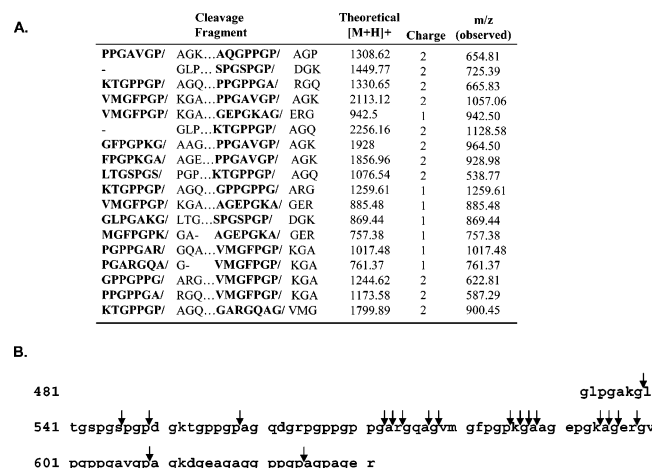 A.
Cleavage Fragment Theoretical [M+H]+ Charge m/z (observed)
PPGAVGP/ AGK...AQGPPGP/ AGP 1308.62 2 654.81
- GLP...SPGSPGP/ DGK 1449.77 2 725.39
KTGPPGP/ AGQ...PPGPPGA/ RGQ 1330.65 2 665.83
VMGFPGP/ KGA...PPGAVGP/ AGK 2113.12 2 1057.06
VMGFPGP/ KGA...GEPGKAG/ ERG 942.5 1 942.50
- GLP...KTGPPGP/ AGQ 2256.16 2 1128.58
GFPGPKG/ AAG...PPGAVGP/ AGK 1928 2 964.50
FPGPKGA/ AGE...PPGAVGP/ AGK 1856.96 2 928.98
LTGSPGS/ PGP...KTGPPGP/ AGQ 1076.54 2 538.77
KTGPPGP/ AGQ...GPPGPPG/ ARG 1259.61 1 1259.61
VMGFPGP/ KGA...AGEPGKA/ GER 885.48 1 885.48
GLPGAKG/ LTG...SPGSPGP/ DGK 869.44 1 869.44
MGFPGPK/ GA- AGEPGKA/ GER 757.38 1 757.38
PGPPGAR/ GQA...VMGFPGP/ KGA 1017.48 1 1017.48
PGARGQA/ G- VMGFPGP/ KGA 761.37 1 761.37
GPPGPPG/ ARG...VMGFPGP/ KGA 1244.62 2 622.81
PPGPPGA/ RGQ...VMGFPGP/ KGA 1173.58 2 587.29
KTGPPGP/ AGQ...GARGQAG/ VMG 1799.89 2 900.45
B.
481 glpgakgl
541 tgspgspgpd gktgppgpag qdgrpgppgp pgargqagvm gfpgpkgaag epgkagergv
601 pgppgavgpa gkdgeagagg ppgpagpager